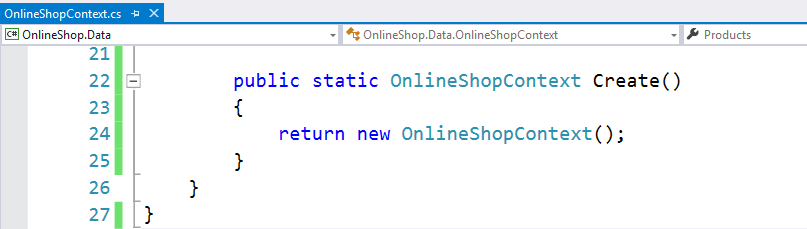 OnlineShopContext.cs
C# OnlineShop.Data OnlineShop.Data.OnlineShopContext Products
21
22 public static OnlineShopContext Create()
23 {
24 return new OnlineShopContext();
25 }
26 }
27 }